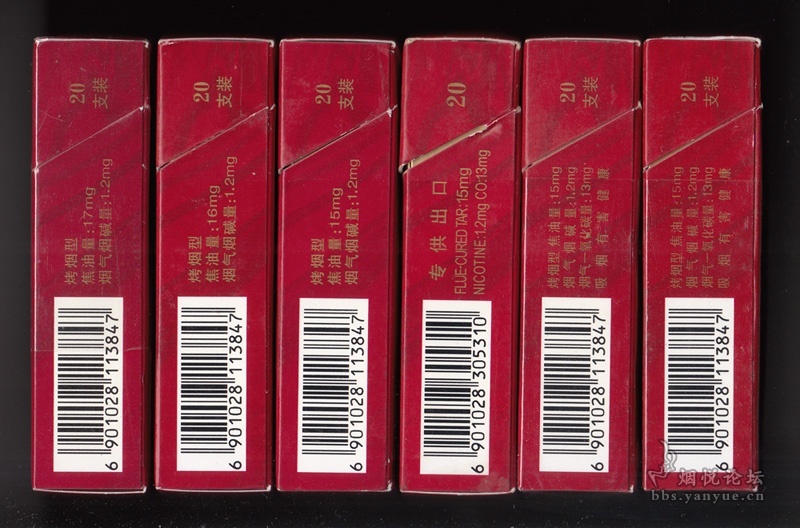 20
支装
烤烟型
焦油量:17mg
烟气烟碱量:1.2mg
6 901028 113847
20
支装
烤烟型
焦油量:16mg
烟气烟碱量:1.2mg
6 901028 113847
20
支装
烤烟型
焦油量:15mg
烟气烟碱量:1.2mg
6 901028 113847
20
专供出口
FLUE-CURED TAR:15mg
NICOTINE:1.2mg CO:13mg
6 901028 305310
20
支装
烤烟型 焦油量:15mg
烟气烟碱量:1.2mg
烟气一氧化碳量:13mg
吸烟有害健康
6 901028 113847
20
支装
烤烟型 焦油量:15mg
烟气烟碱量:1.2mg
烟气一氧化碳量:13mg
吸烟有害健康
6 901028 113847
烟悦论坛
bbs.yanyue.cn